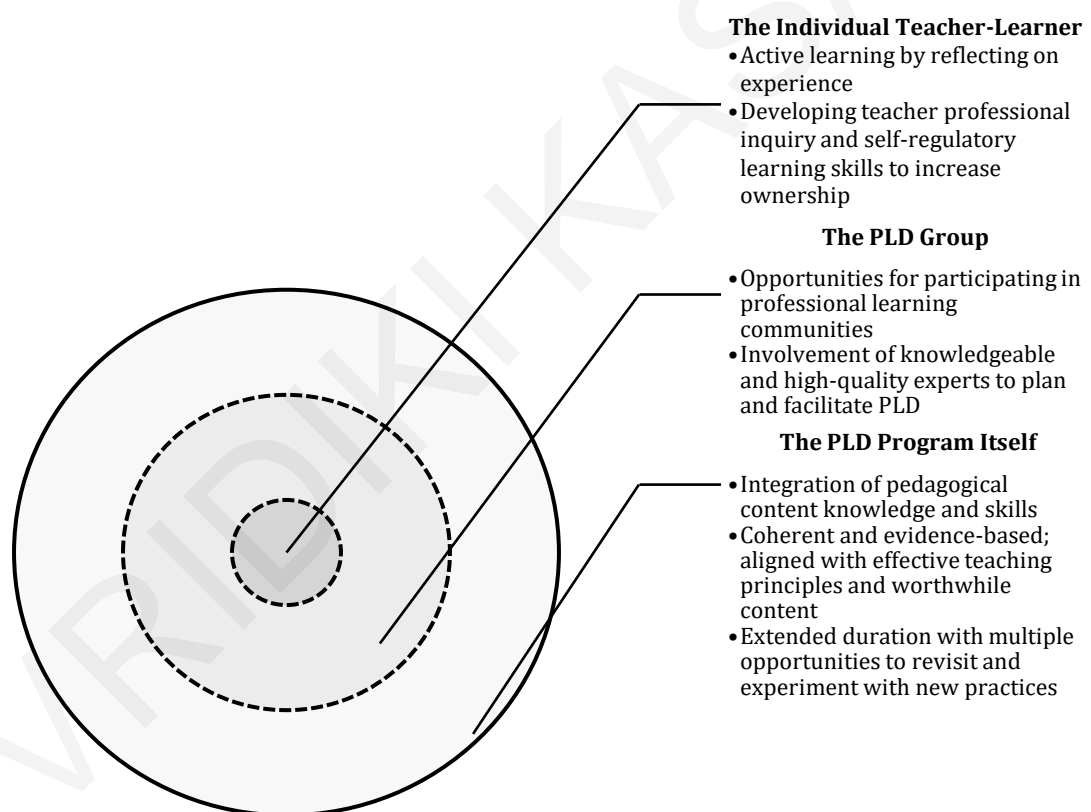 The Individual Teacher-Learner
•Active learning by reflecting on
experience
•Developing teacher professional
inquiry and self-regulatory
learning skills to increase
ownership
The PLD Group
•Opportunities for participating in
professional learning
communities
•Involvement of knowledgeable
and high-quality experts to plan
and facilitate PLD
The PLD Program Itself
•Integration of pedagogical
content knowledge and skills
•Coherent and evidence-based;
aligned with effective teaching
principles and worthwhile
content
•Extended duration with multiple
opportunities to revisit and
experiment with new practices